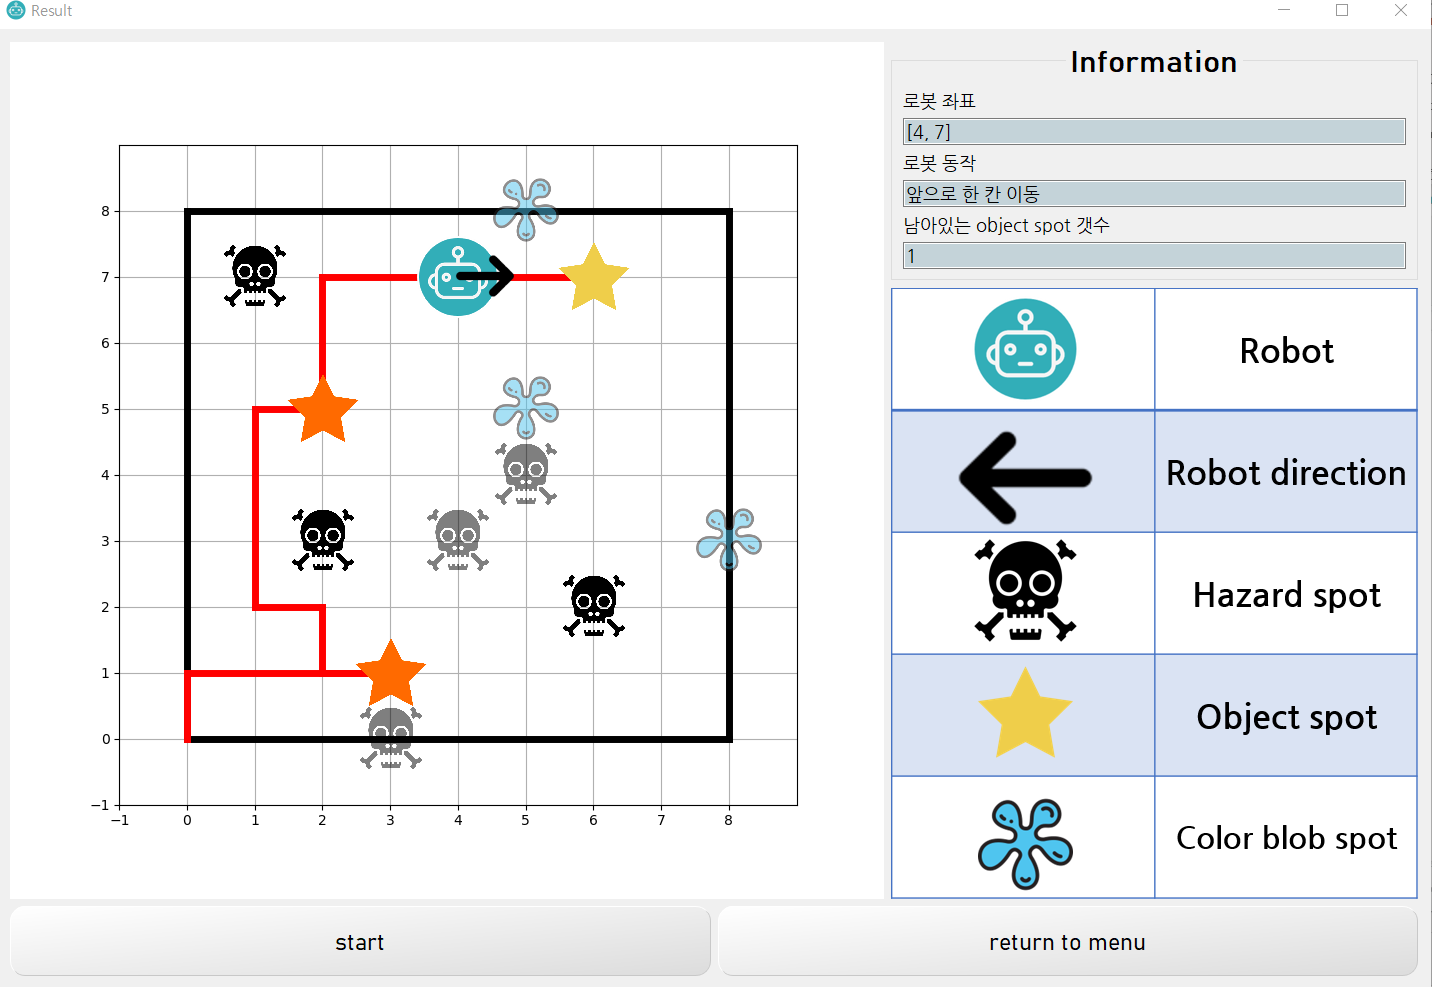 Result
Information
로봇 좌표
[4, 7]
로봇 동작
앞으로 한 칸 이동
남아있는 object spot 갯수
1
8
7
6
5
4
3
2
1
0
−1
−1 0 1 2 3 4 5 6 7 8
Robot
Robot direction
Hazard spot
Object spot
Color blob spot
start
return to menu